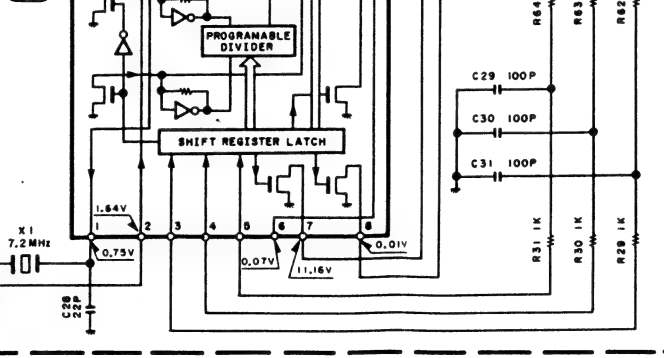 R64
R63
R62
PROGRAMABLE
DIVIDER
C29 100P
C30 100P
C31 100P
SHIFT REGISTER LATCH
1.64V
1 2 3 4 5 6 7 8
X1
7.2MHz
0.75V
0.07V
11.16V
0.01V
R31 1K
R30 1K
R29 1K
C28
22P